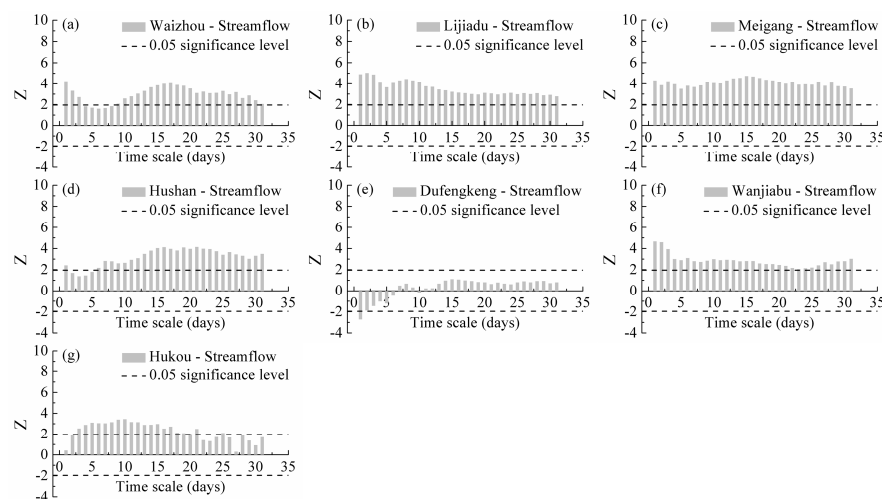 (a) Waizhou - Streamflow
0.05 significance level
10
8
6
4
2
0
-2
-4
Z
5 10 15 20 25 30 35
Time scale (days)
(b) Lijiadu - Streamflow
0.05 significance level
10
8
6
4
2
0
-2
-4
Z
0 5 10 15 20 25 30 35
Time scale (days)
(c) Meigang - Streamflow
0.05 significance level
10
8
6
4
2
0
-2
-4
Z
0 5 10 15 20 25 30 35
Time scale (days)
(d) Hushan - Streamflow
0.05 significance level
10
8
6
4
2
0
-2
-4
Z
0 5 10 15 20 25 30 35
Time scale (days)
(e) Dufengkeng - Streamflow
0.05 significance level
10
8
6
4
2
0
-2
-4
Z
0 5 10 15 20 25 30 35
Time scale (days)
(f) Wanjiabu - Streamflow
0.05 significance level
10
8
6
4
2
0
-2
-4
Z
0 5 10 15 20 25 30 35
Time scale (days)
(g) Hukou - Streamflow
0.05 significance level
10
8
6
4
2
0
-2
-4
Z
5 10 15 20 25 30 35
Time scale (days)